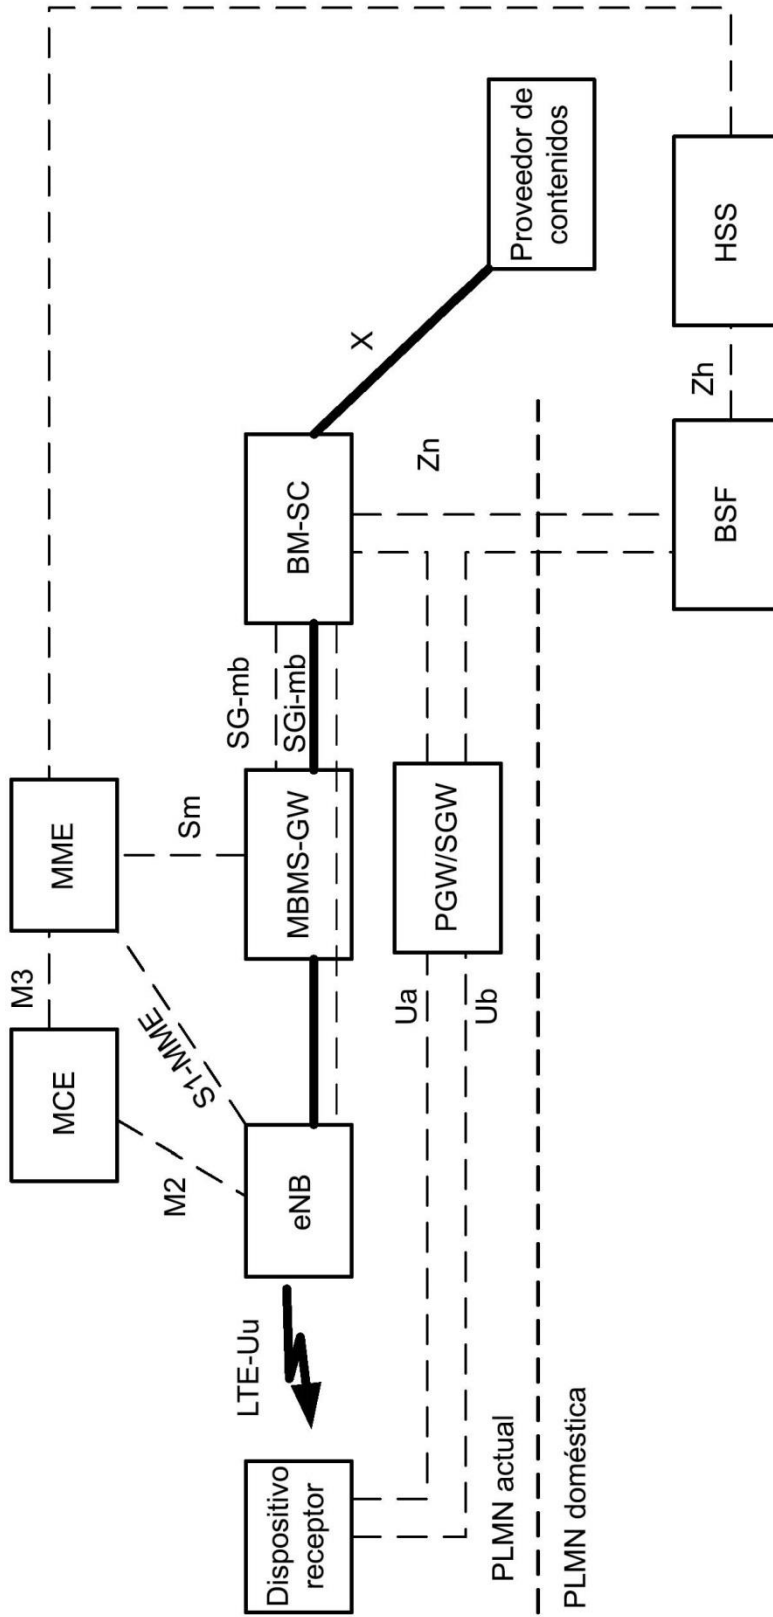 MCE
M3
MME
M2
S1-MME
Sm
LTE-Uu
SG-mb
SGi-mb
Dispositivo
receptor
eNB
MBMS-GW
BM-SC
X
Ua
Ub
PGW/SGW
Zn
Proveedor de
contenidos
PLMN actual
PLMN doméstica
BSF
Zh
HSS